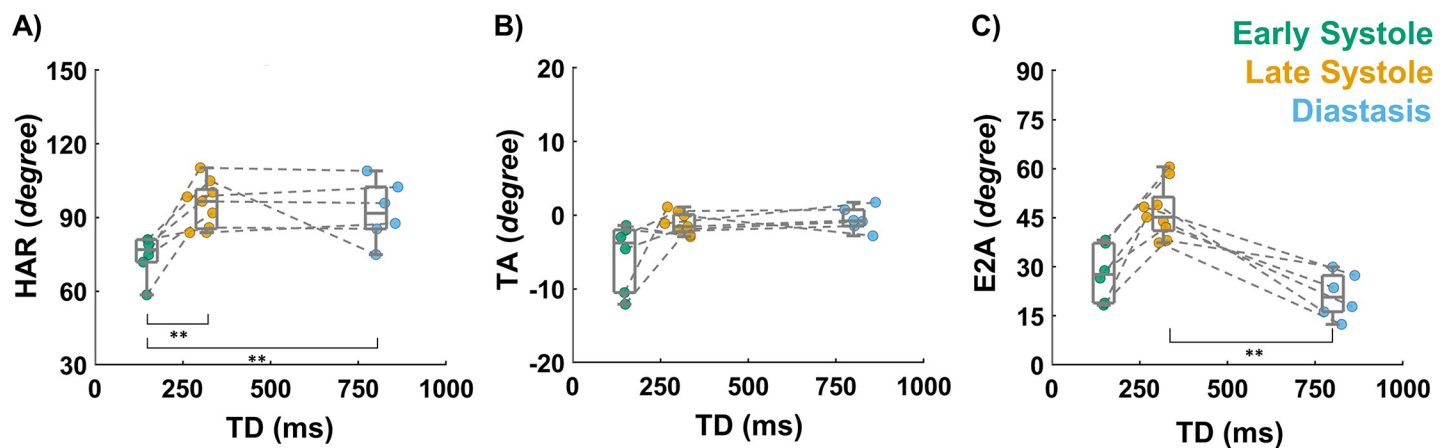 A)
HAR (degree)
150
120
90
60
30
**
**
0
250
500
750
1000
TD (ms)
B)
TA (degree)
20
10
0
-10
-20
0
250
500
750
1000
TD (ms)
C)
Early Systole
Late Systole
Diastasis
E2A (degree)
90
75
60
45
30
15
0
**
0
250
500
750
1000
TD (ms)